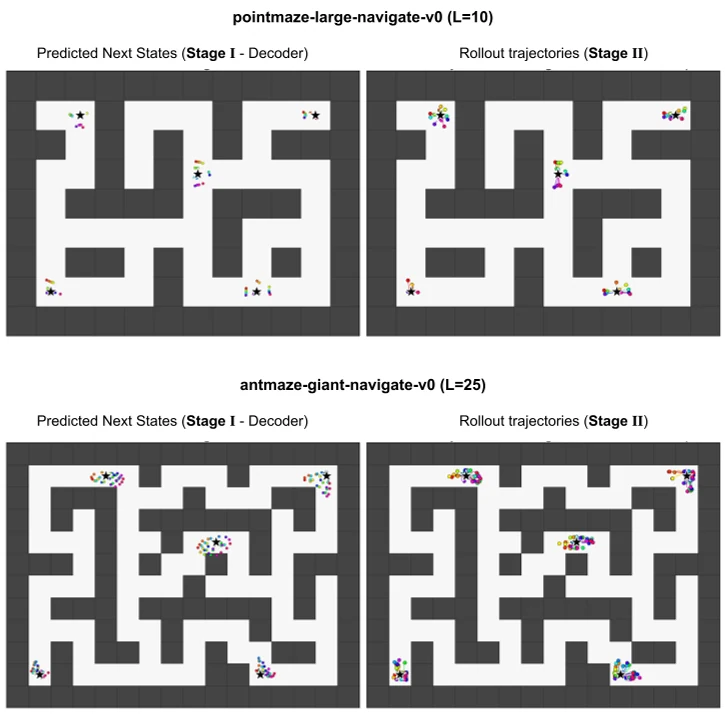 pointmaze-large-navigate-v0 (L=10)
Predicted Next States (Stage I - Decoder)
Rollout trajectories (Stage II)
antmaze-giant-navigate-v0 (L=25)
Predicted Next States (Stage I - Decoder)
Rollout trajectories (Stage II)